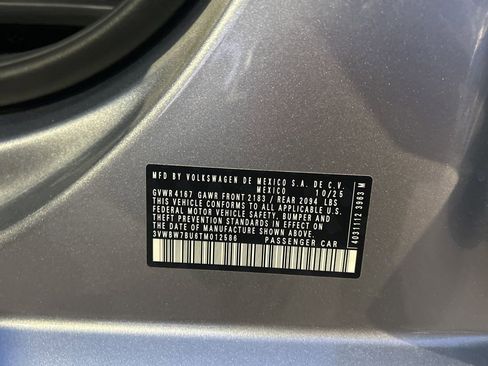 MFD BY VOLKSWAGEN DE MEXICO S.A. DE C.V.
MEXICO 10/25
GVWR 4167 GAWR FRONT 2183 / REAR 2094 LBS
THIS VEHICLE CONFORMS TO ALL APPLICABLE U.S.
FEDERAL MOTOR VEHICLE SAFETY, BUMPER AND
THEFT PREVENTION STANDARDS IN EFFECT ON
THE DATE OF MANUFACTURE SHOWN ABOVE.
3VWBW7BU6TM012586 PASSENGER CAR
4031112 3963 M